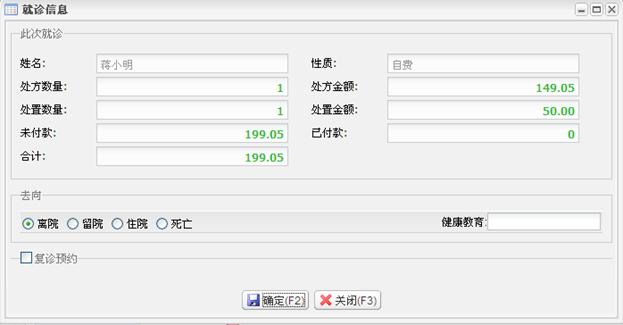 就诊信息
此次就诊
姓名: 蒋小明 性质: 自费
处方数量: 1 处方金额: 149.05
处置数量: 1 处置金额: 50.00
未付款: 199.05 已付款: 0
合计: 199.05
去向
离院 留院 住院 死亡 健康教育:
复诊预约
确定(F2) 关闭(F3)